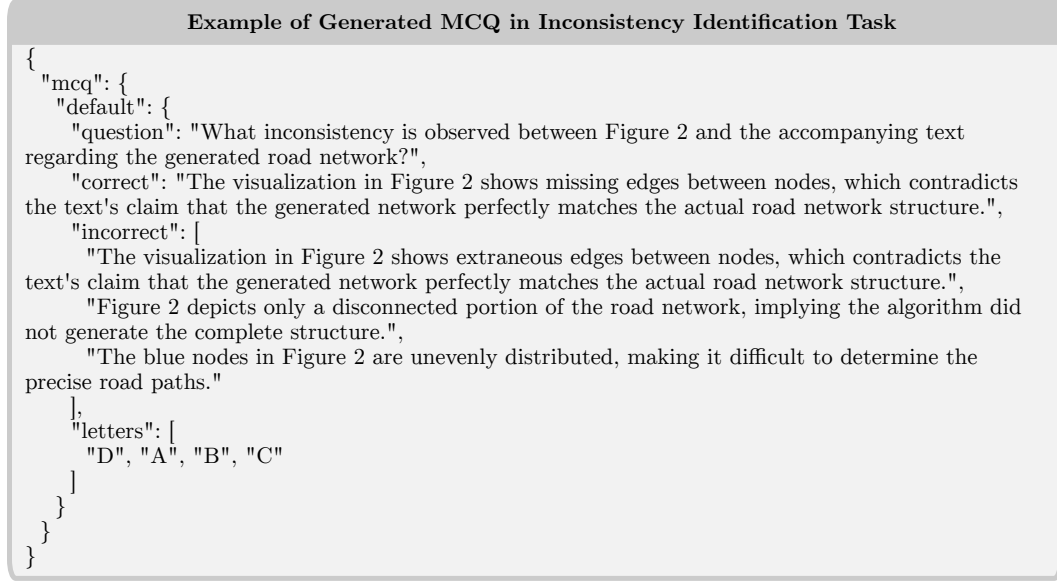 Example of Generated MCQ in Inconsistency Identification Task
{
"mcq": {
"default": {
"question": "What inconsistency is observed between Figure 2 and the accompanying text
regarding the generated road network?",
"correct": "The visualization in Figure 2 shows missing edges between nodes, which contradicts
the text's claim that the generated network perfectly matches the actual road network structure.",
"incorrect": [
"The visualization in Figure 2 shows extraneous edges between nodes, which contradicts the
text's claim that the generated network perfectly matches the actual road network structure.",
"Figure 2 depicts only a disconnected portion of the road network, implying the algorithm did
not generate the complete structure.",
"The blue nodes in Figure 2 are unevenly distributed, making it difficult to determine the
precise road paths."
],
"letters": [
"D", "A", "B", "C"
]
}
}
}